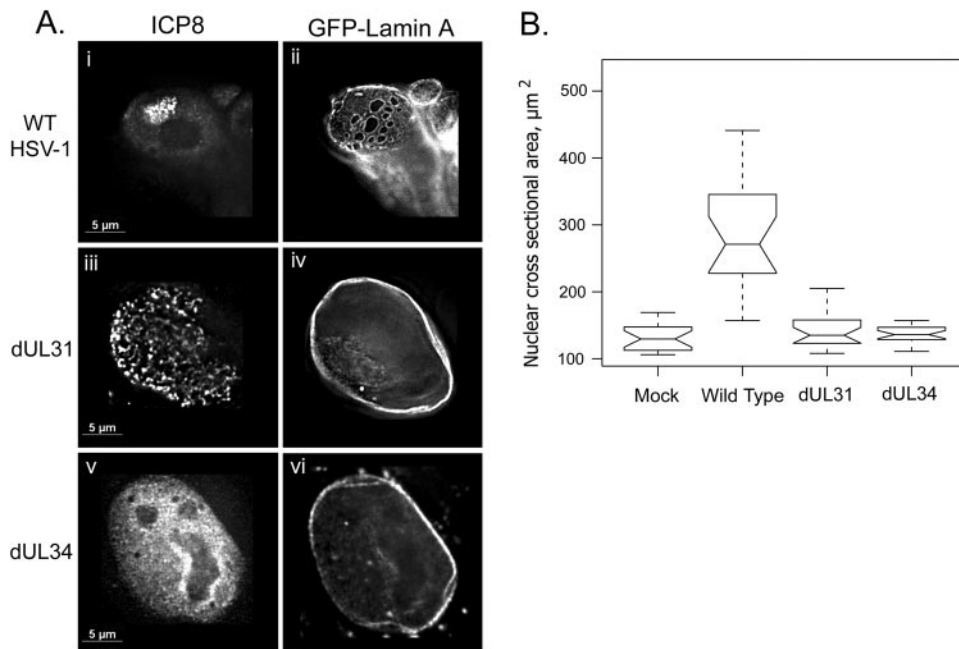 A.
ICP8
GFP-Lamin A
WT
HSV-1
i
5 µm
ii
dUL31
iii
5 µm
iv
dUL34
v
5 µm
vi
B.
Nuclear cross sectional area, µm²
500
400
300
200
100
Mock
Wild Type
dUL31
dUL34